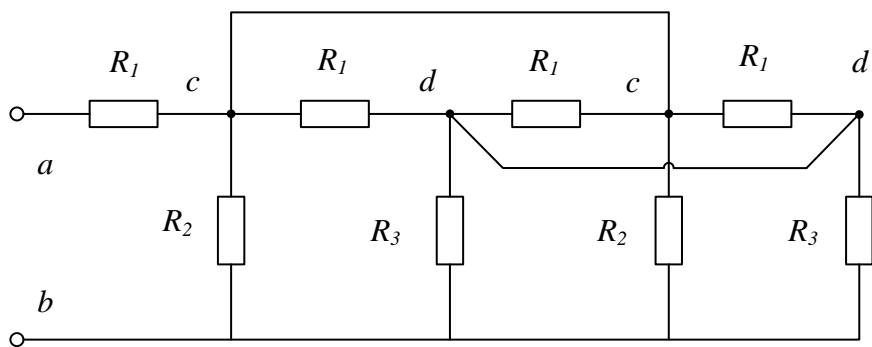 R₁ c R₁ d R₁ c R₁ d
a
R₂ R₃ R₂ R₃
b